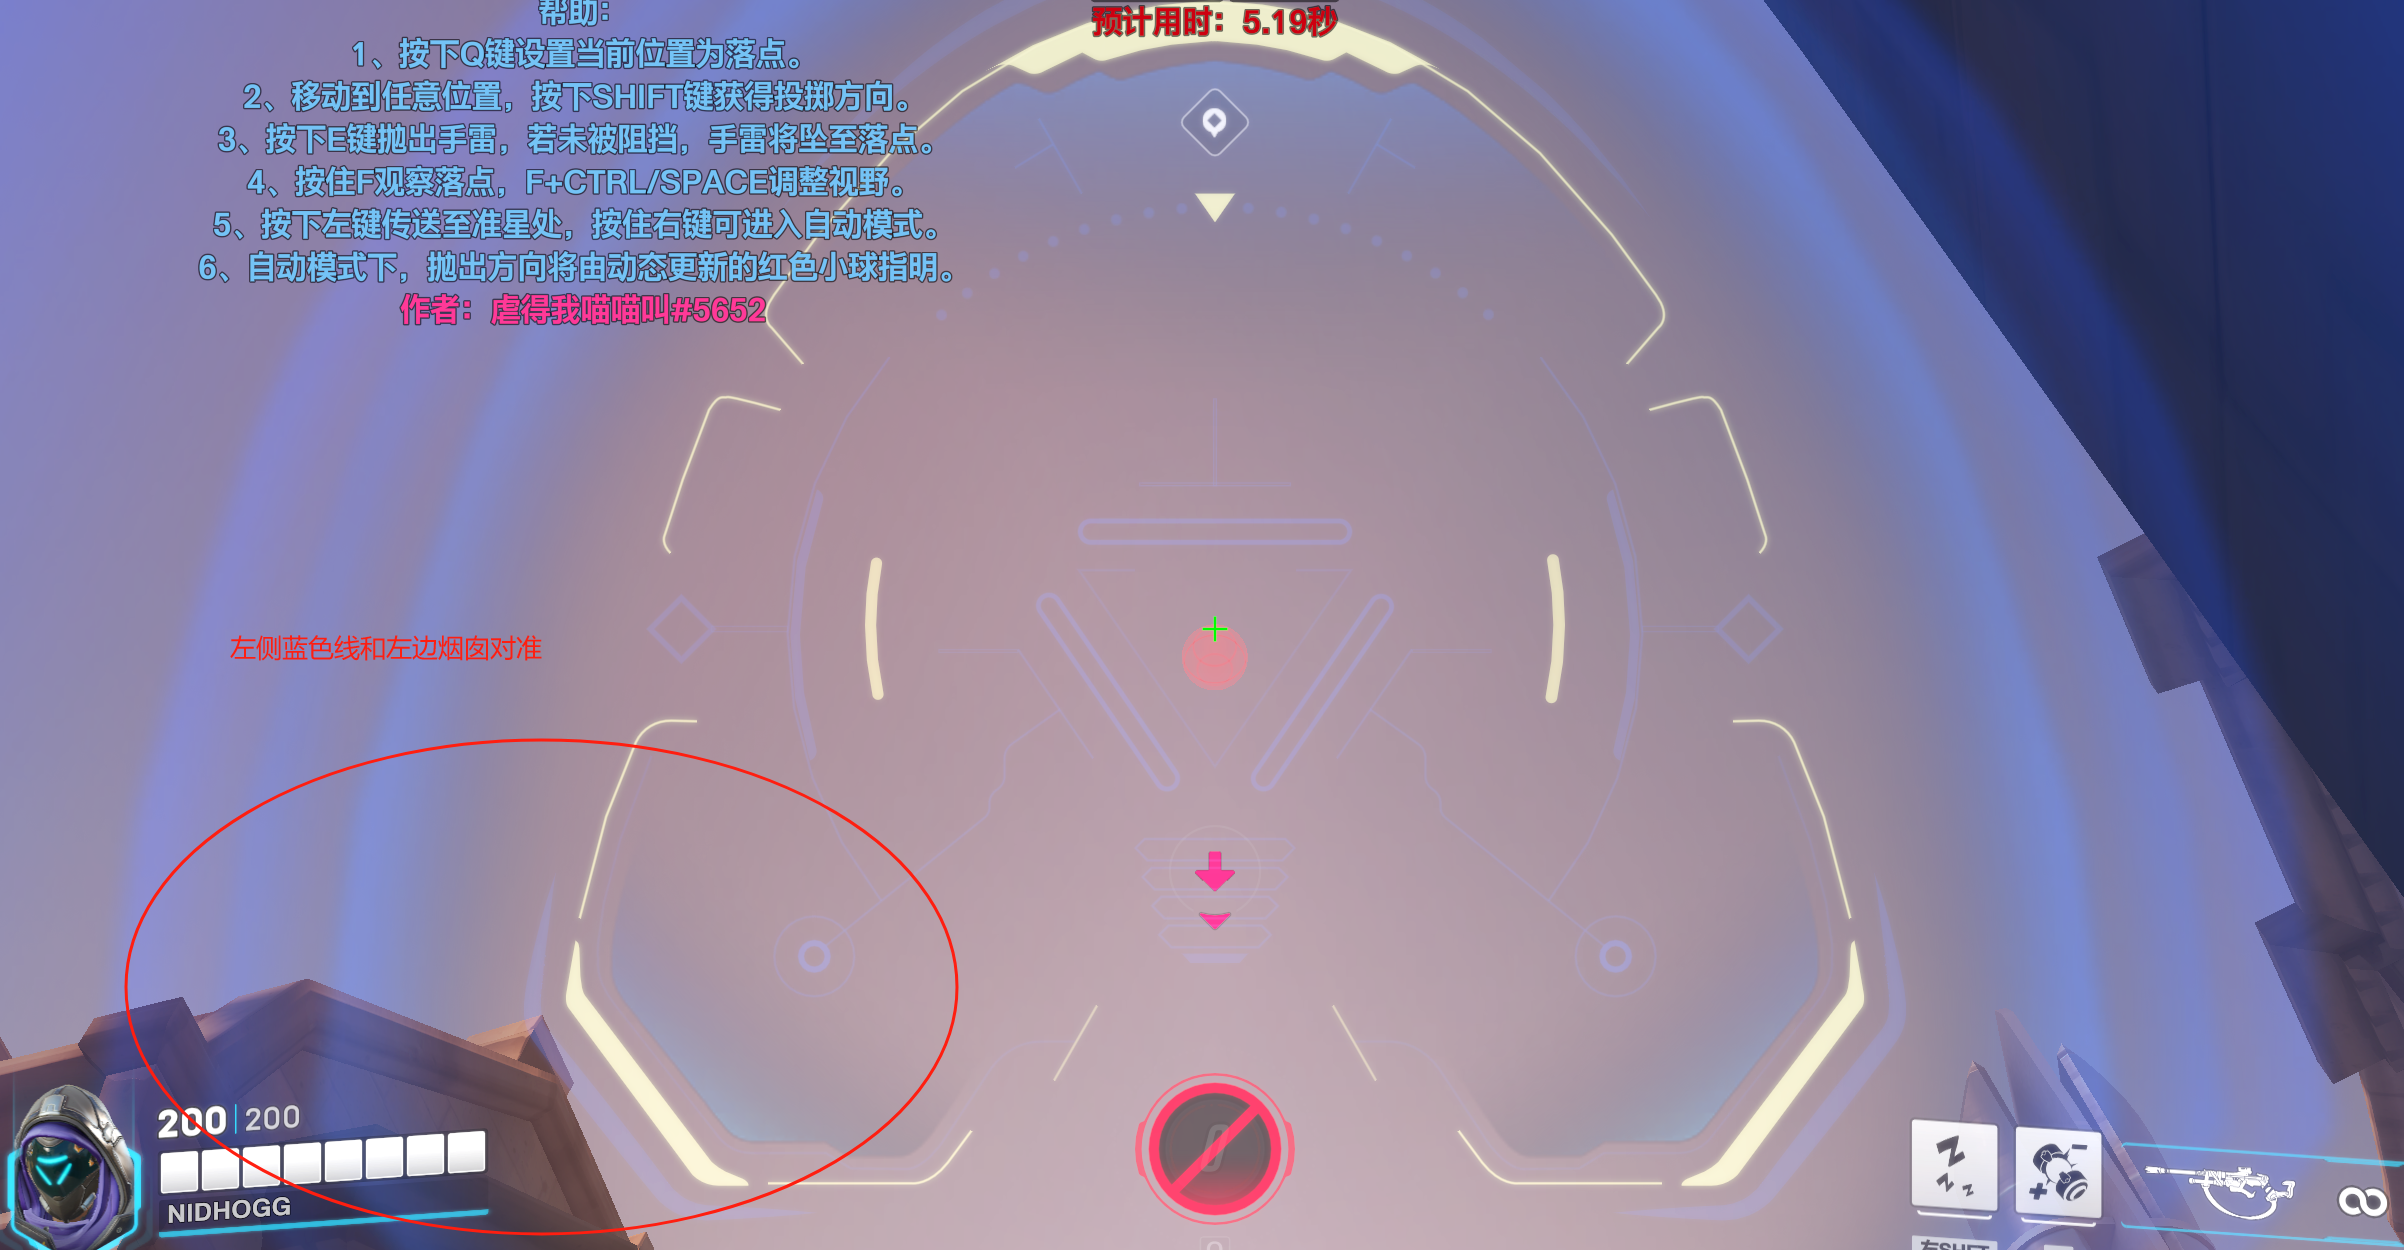 帮助:
1、按下Q键设置当前位置为落点。
2、移动到任意位置，按下SHIFT键获得投掷方向。
3、按下E键抛出手雷，若未被阻挡，手雷将坠至落点。
4、按住F观察落点，F+CTRL/SPACE调整视野。
5、按下左键传送至准星处，按住右键可进入自动模式。
6、自动模式下，抛出方向将由动态更新的红色小球指明。
作者：虐得我喵喵叫#5652
预计用时：5.19秒
左侧蓝色线和左边烟囱对准
200|200
NIDHOGG
0